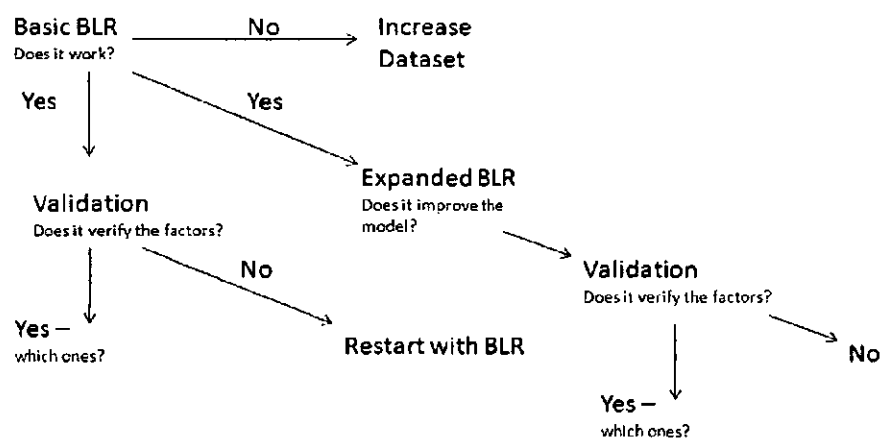 Basic BLR
Does it work?
No
Increase
Dataset
Yes
Yes
Expanded BLR
Does it improve the
model?
Validation
Does it verify the factors?
No
Validation
Does it verify the factors?
Yes –
which ones?
Restart with BLR
No
Yes –
which ones?